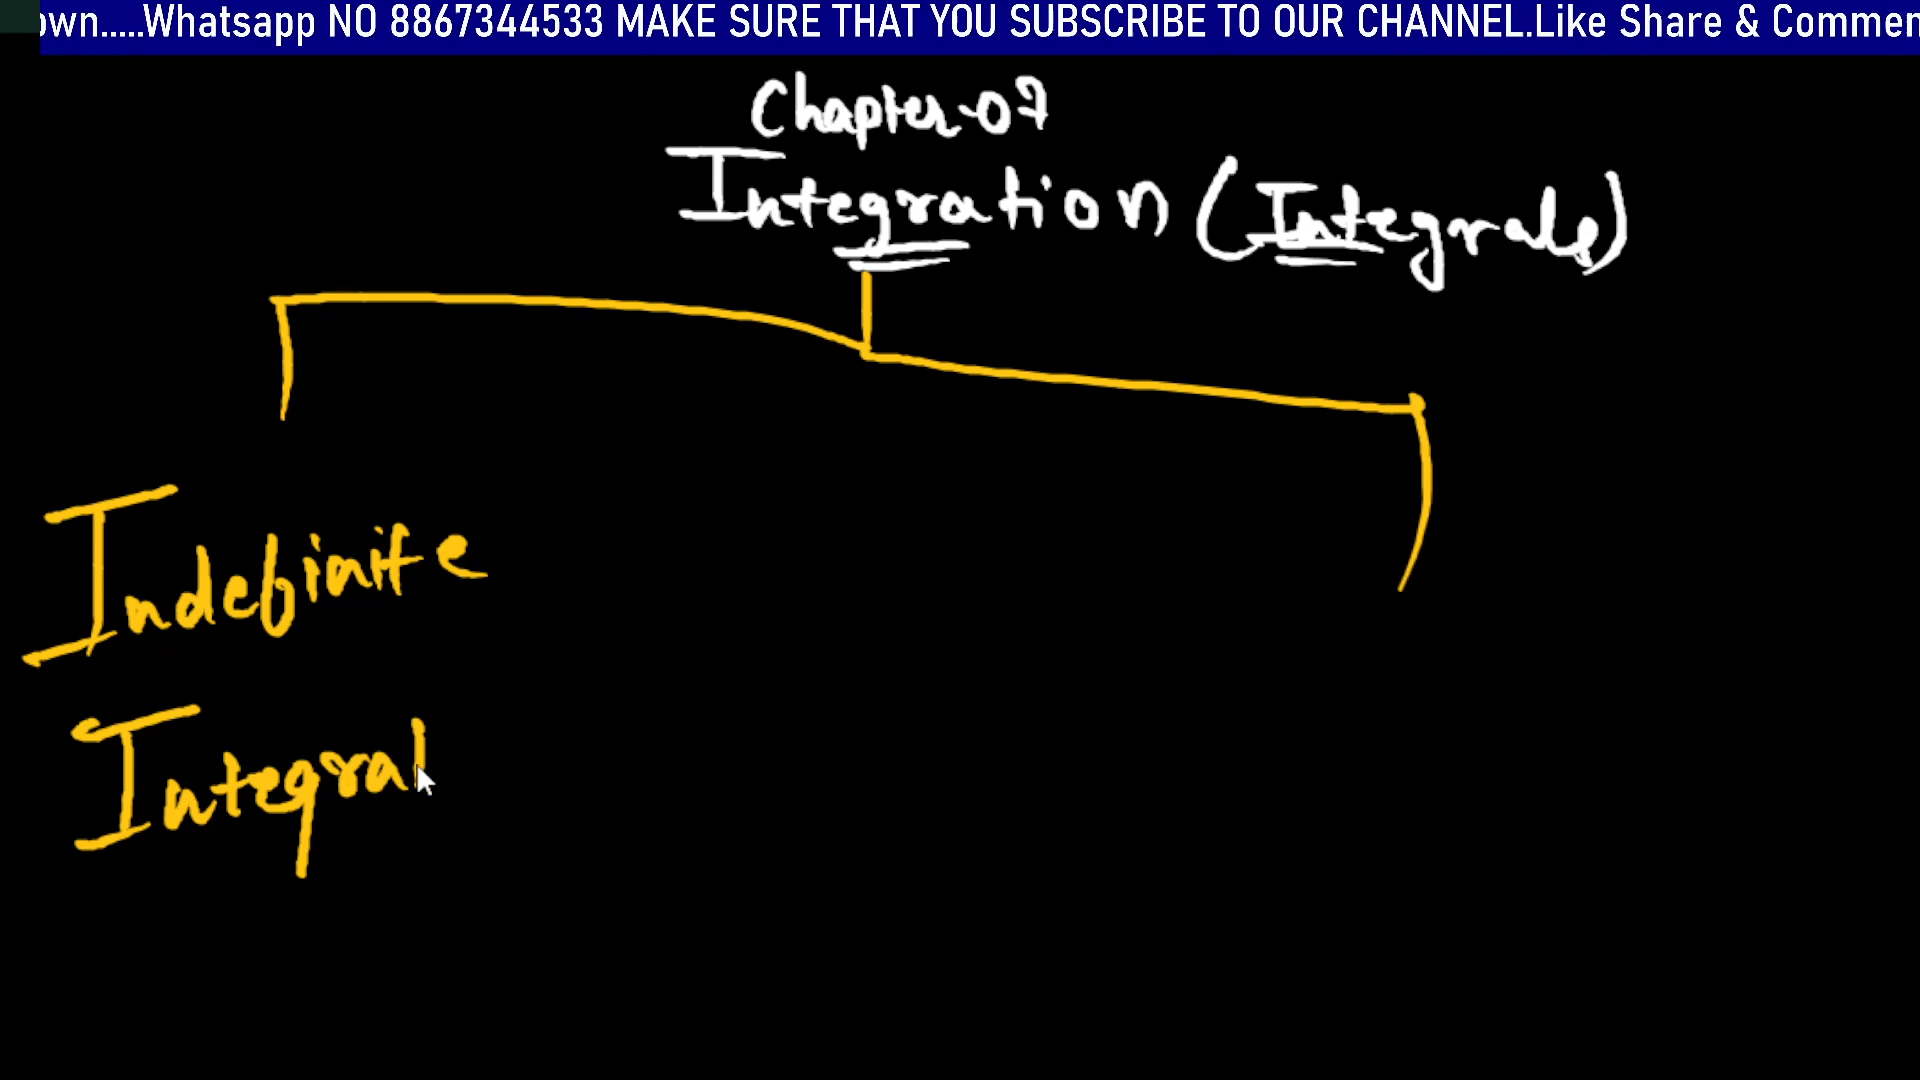 own.....Whatsapp NO 8867344533 MAKE SURE THAT YOU SUBSCRIBE TO OUR CHANNEL.Like Share & Commen
Chapter-07
Integration (Integrals)
Indefinite
Integral